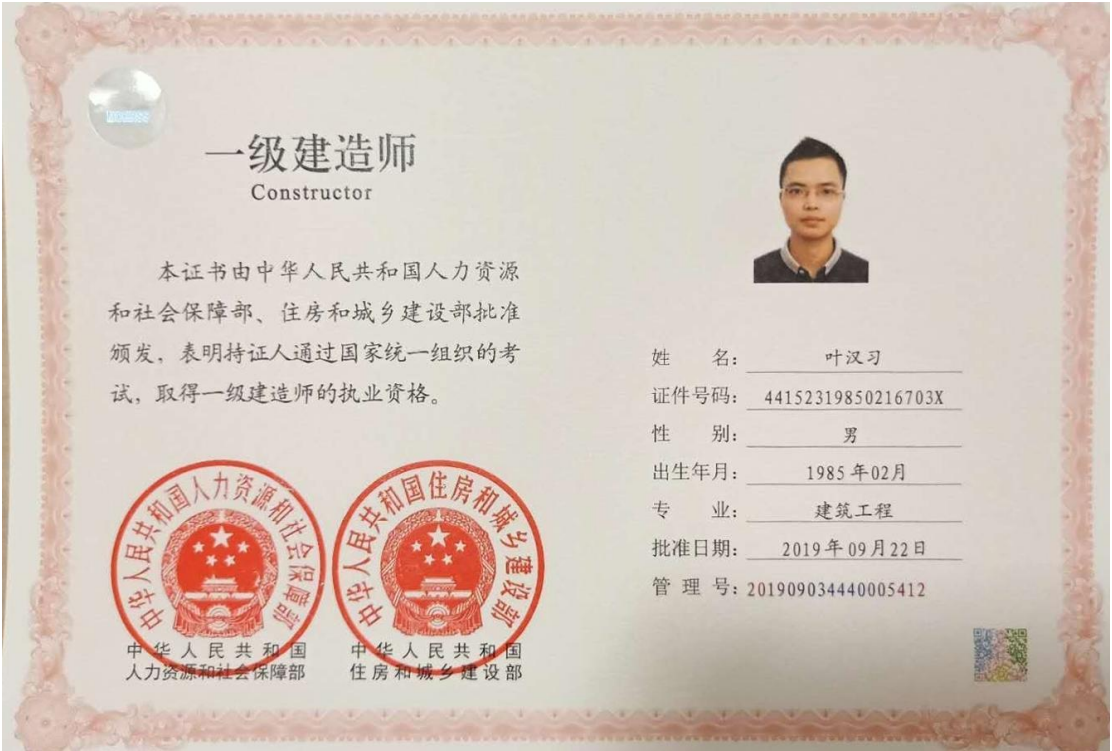 一级建造师
Constructor
本证书由中华人民共和国人力资源
和社会保障部、住房和城乡建设部批准
颁发，表明持证人通过国家统一组织的考
试，取得一级建造师的执业资格。
中华人民共和国人力资源和社会保障部
中华人民共和国住房和城乡建设部
中华人民共和国
人力资源和社会保障部
中华人民共和国
住房和城乡建设部
姓名：叶汉习
证件号码：44152319850216703X
性别：男
出生年月：1985年02月
专业：建筑工程
批准日期：2019年09月22日
管理号：201909034440005412